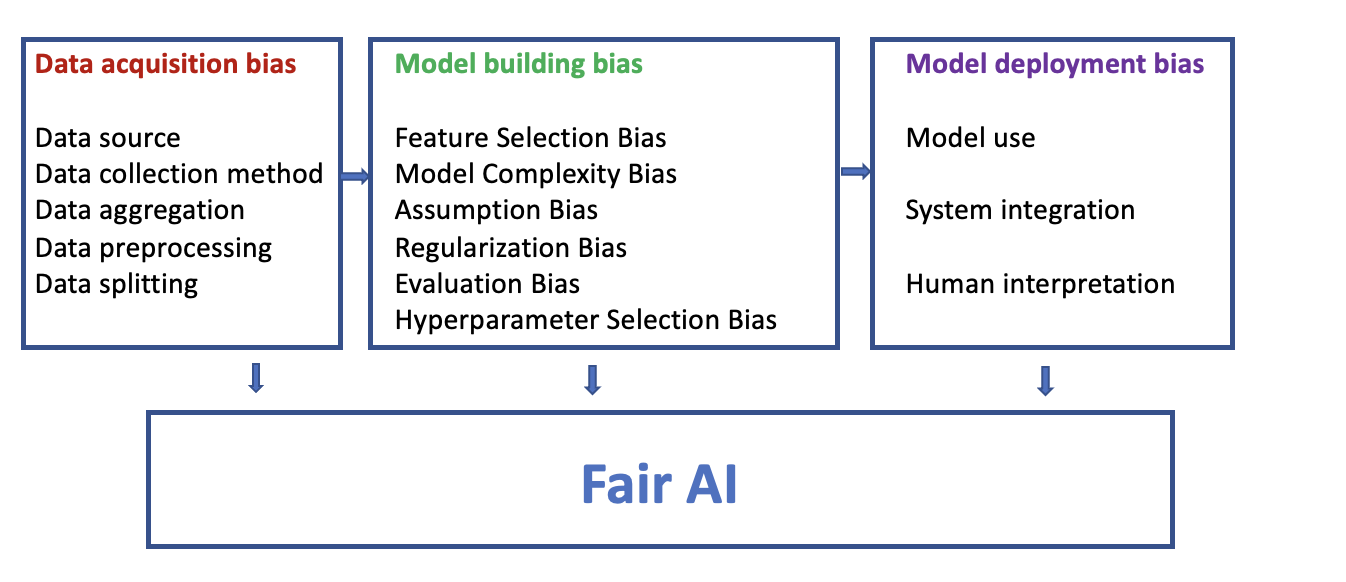 Data acquisition bias
Data source
Data collection method
Data aggregation
Data preprocessing
Data splitting
Model building bias
Feature Selection Bias
Model Complexity Bias
Assumption Bias
Regularization Bias
Evaluation Bias
Hyperparameter Selection Bias
Model deployment bias
Model use
System integration
Human interpretation
Fair AI